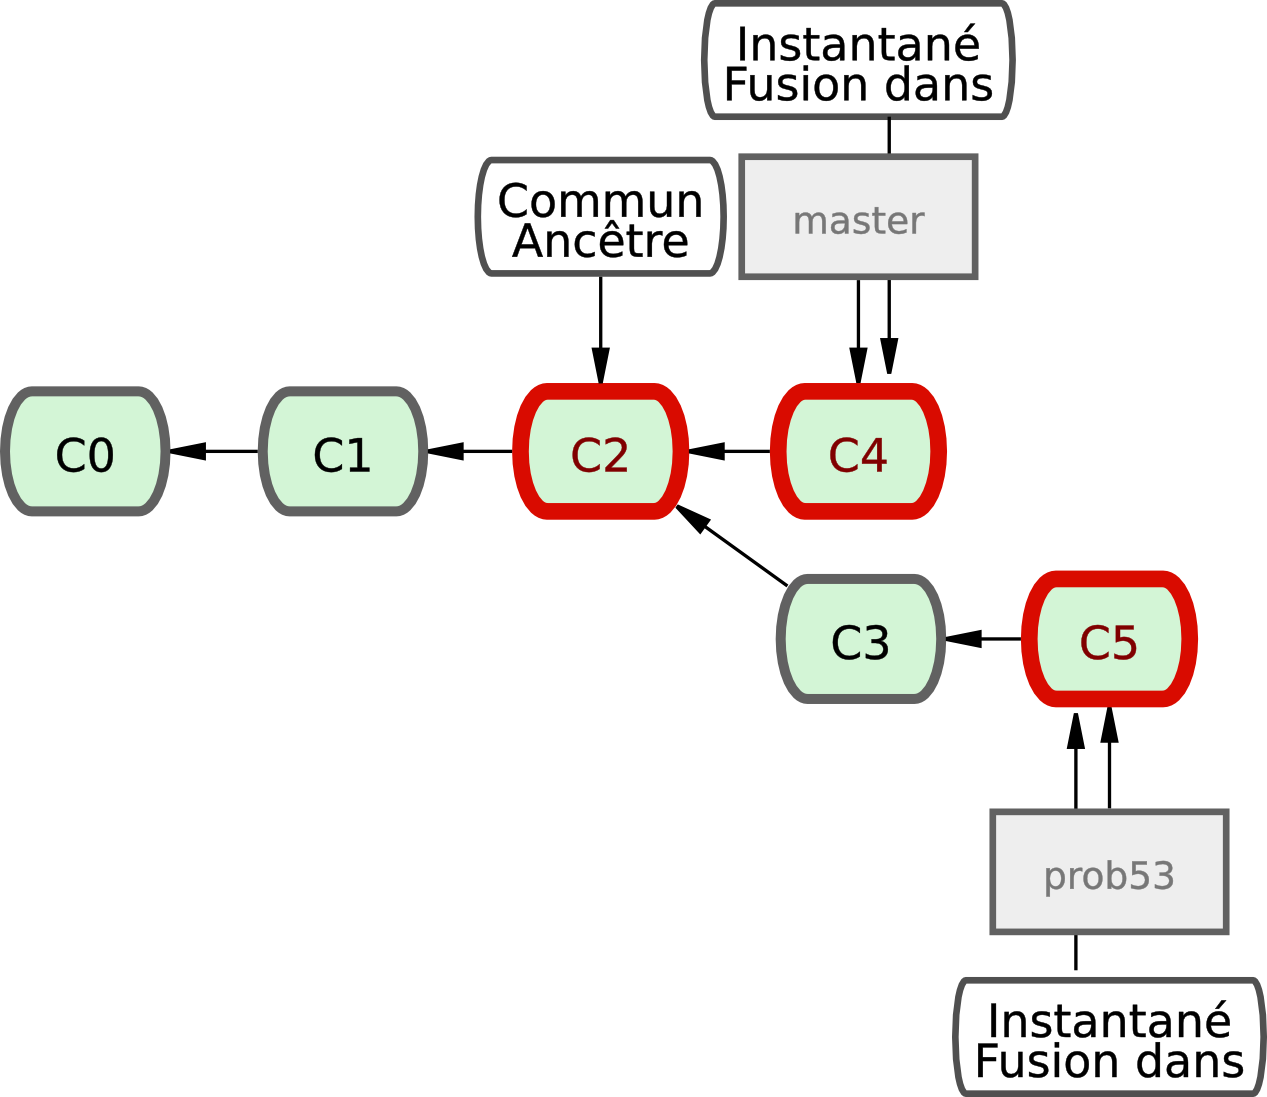 Instantané
Fusion dans
Commun
Ancêtre
master
C0
C1
C2
C4
C3
C5
prob53
Instantané
Fusion dans